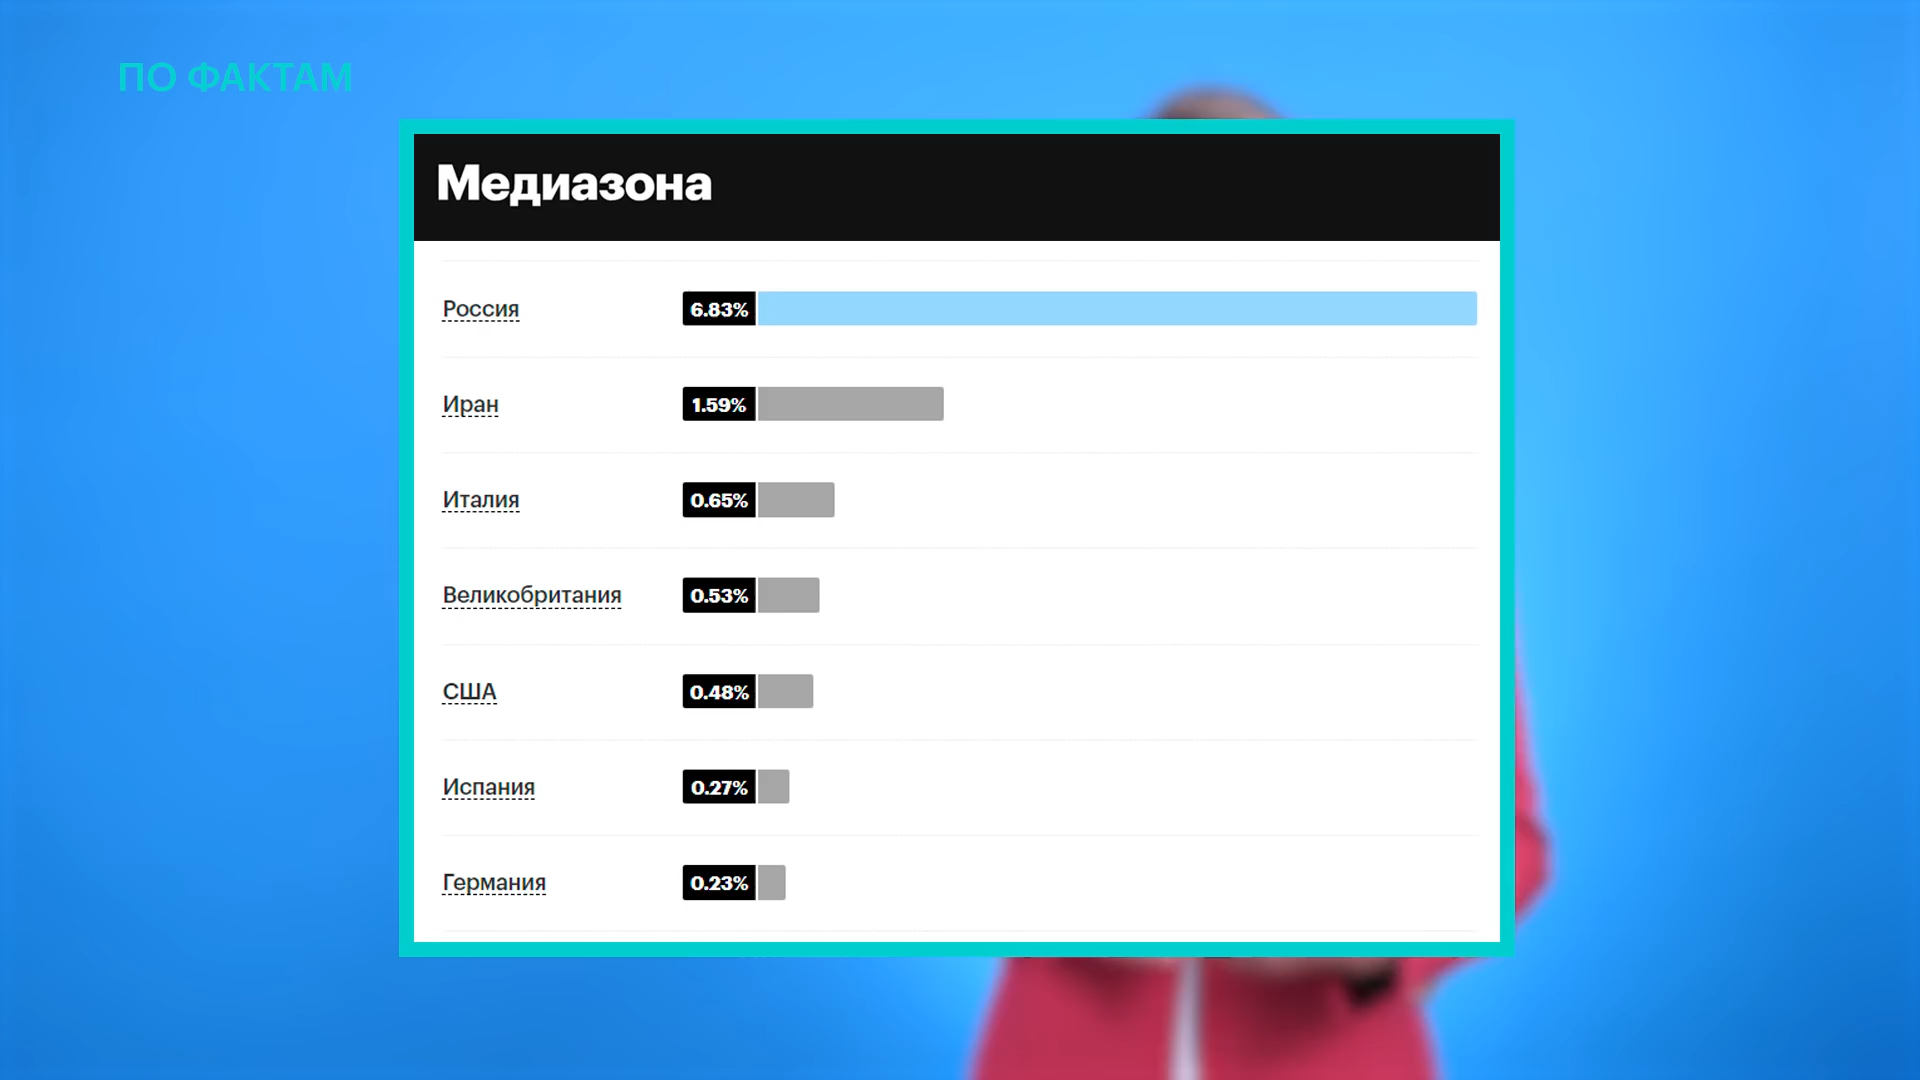 ПО ФАКТАМ
Медиазона
Россия 6.83%
Иран 1.59%
Италия 0.65%
Великобритания 0.53%
США 0.48%
Испания 0.27%
Германия 0.23%